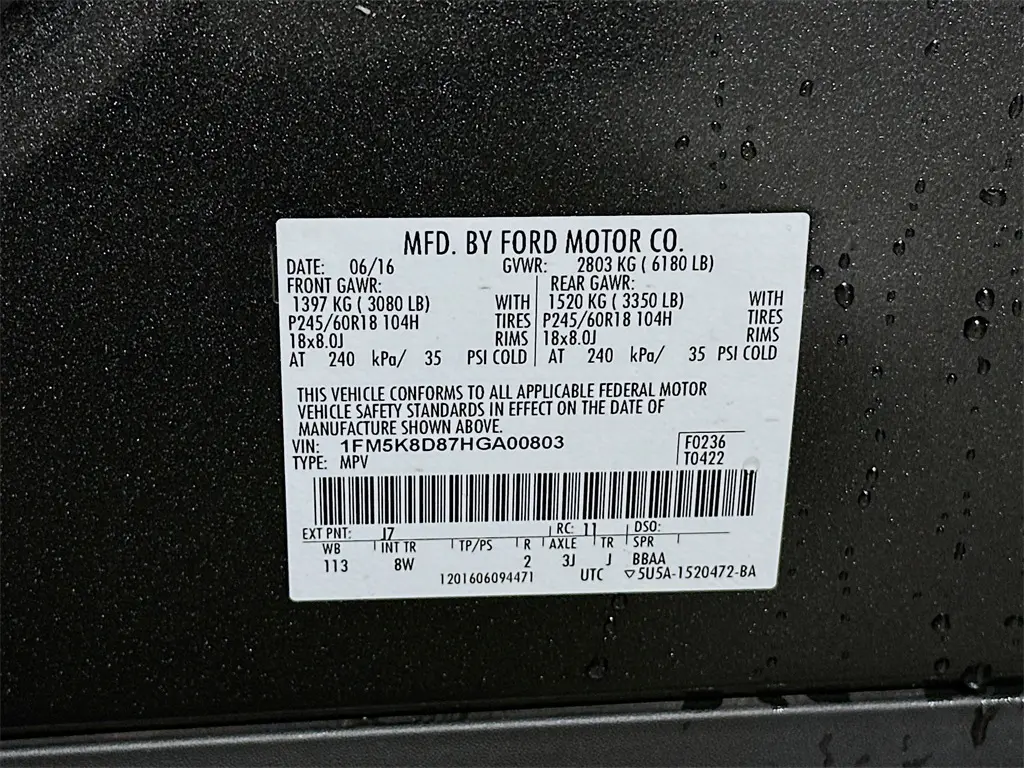 MFD. BY FORD MOTOR CO.
DATE: 06/16 GVWR: 2803 KG ( 6180 LB)
FRONT GAWR: REAR GAWR:
1397 KG ( 3080 LB) WITH 1520 KG ( 3350 LB) WITH
P245/60R18 104H TIRES P245/60R18 104H TIRES
18x8.0J RIMS 18x8.0J RIMS
AT 240 kPa/ 35 PSI COLD AT 240 kPa/ 35 PSI COLD
THIS VEHICLE CONFORMS TO ALL APPLICABLE FEDERAL MOTOR
VEHICLE SAFETY STANDARDS IN EFFECT ON THE DATE OF
MANUFACTURE SHOWN ABOVE.
VIN: 1FM5K8D87HGA00803 F0236
TYPE: MPV T0422
EXT PNT: J7 RC: 11 DSO:
WB INT TR TP/PS R AXLE TR SPR
113 8W 2 3J J BBAA
1201606094471 UTC ▽5U5A-1520472-BA